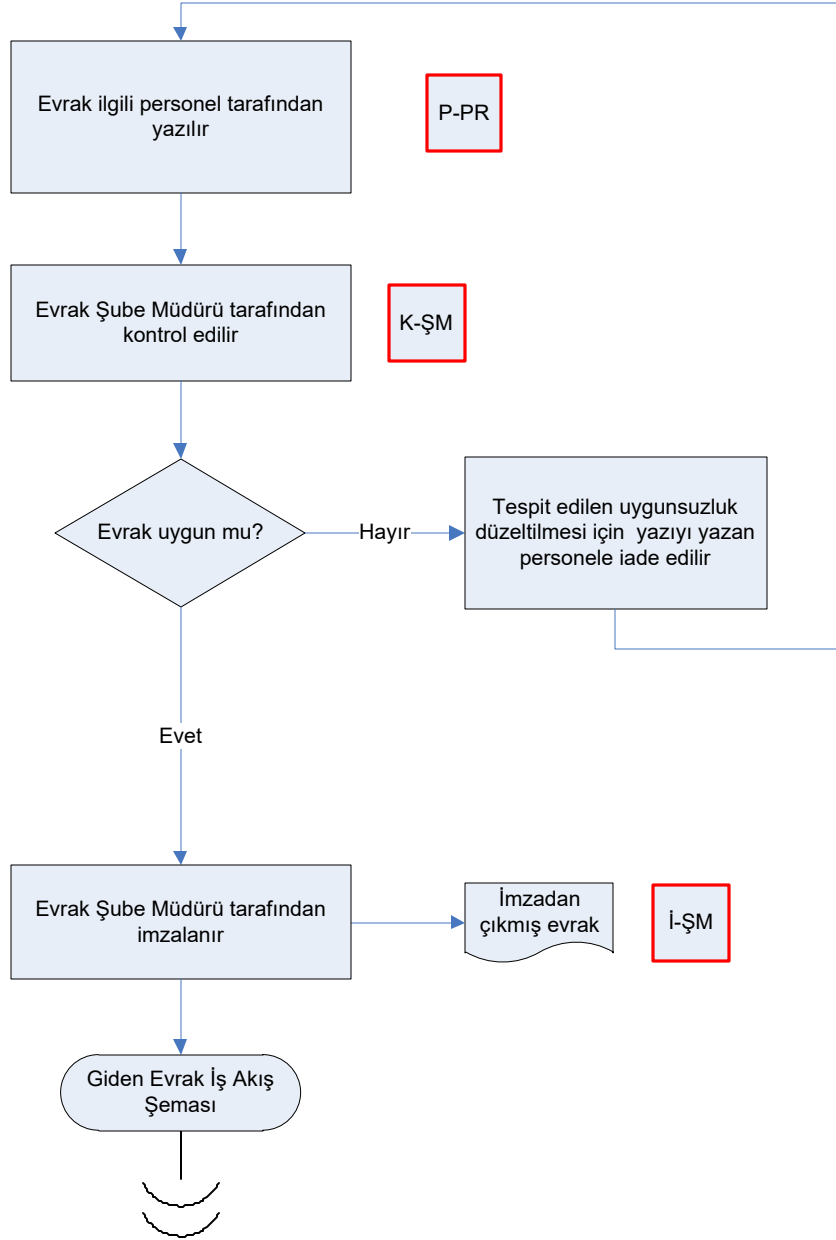 Evrak ilgili personel tarafından
yazılır
P-PR
Evrak Şube Müdürü tarafından
kontrol edilir
K-ŞM
Evrak uygun mu?
Hayır
Tespit edilen uygunsuzluk
düzeltilmesi için  yazıyı yazan
personele iade edilir
Evet
Evrak Şube Müdürü tarafından
imzalanır
İmzadan
çıkmış evrak
İ-ŞM
Giden Evrak İş Akış
Şeması